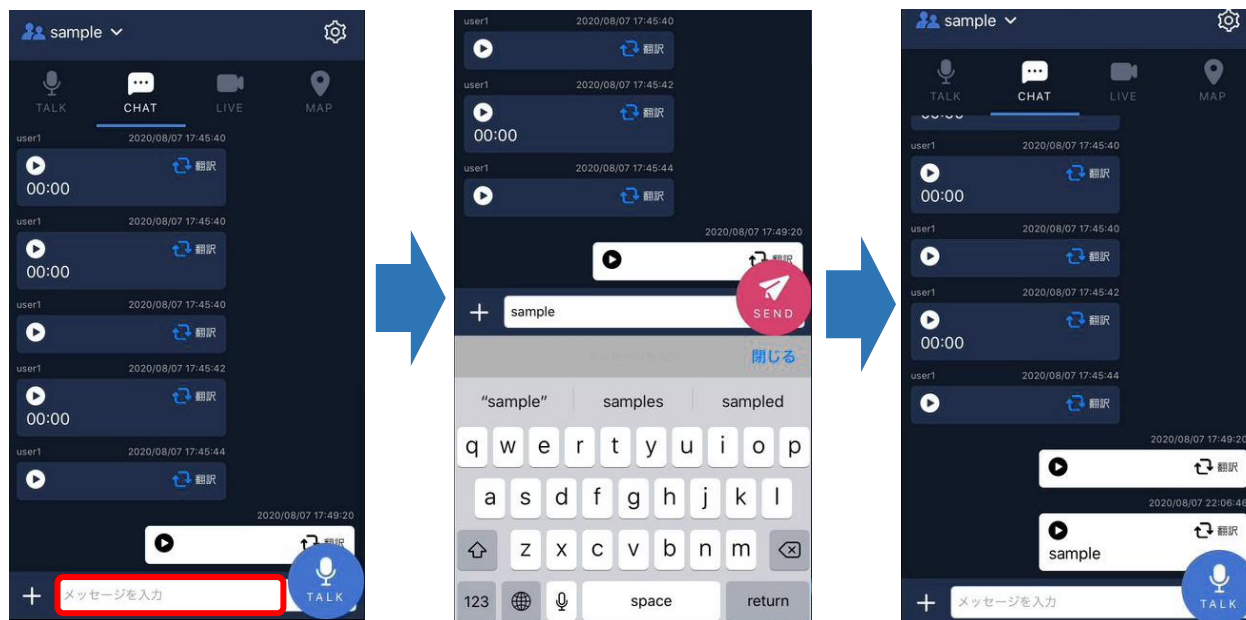 sample
TALK CHAT LIVE MAP
user1 2020/08/07 17:45:40
翻訳
00:00
user1 2020/08/07 17:45:40
翻訳
00:00
user1 2020/08/07 17:45:40
翻訳
user1 2020/08/07 17:45:42
翻訳
00:00
user1 2020/08/07 17:45:44
翻訳
2020/08/07 17:49:20
翻訳
メッセージを入力
TALK
user1 2020/08/07 17:45:40
翻訳
user1 2020/08/07 17:45:42
翻訳
00:00
user1 2020/08/07 17:45:44
翻訳
2020/08/07 17:49:20
翻訳
sample
SEND
閉じる
“sample” samples sampled
q w e r t y u i o p
a s d f g h j k l
z x c v b n m
123 space return
sample
TALK CHAT LIVE MAP
user1 2020/08/07 17:45:40
翻訳
00:00
user1 2020/08/07 17:45:40
翻訳
user1 2020/08/07 17:45:42
翻訳
00:00
user1 2020/08/07 17:45:44
翻訳
2020/08/07 17:49:20
翻訳
2020/08/07 22:06:46
翻訳
sample
メッセージを入力
TALK